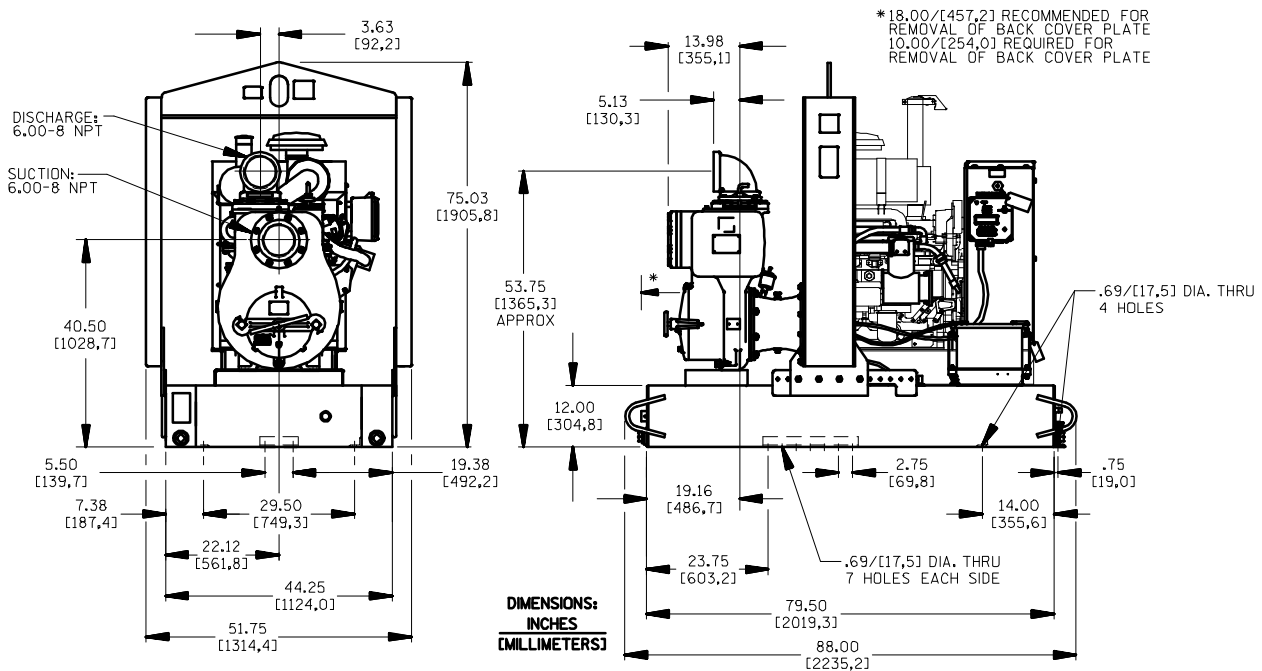 3.63
[92,2]
DISCHARGE:
6.00-8 NPT
SUCTION:
6.00-8 NPT
75.03
[1905,8]
40.50
[1028,7]
5.50
[139,7]
19.38
[492,2]
7.38
[187,4]
29.50
[749,3]
22.12
[561,8]
44.25
[1124,0]
51.75
[1314,4]
*18.00/[457,2] RECOMMENDED FOR
REMOVAL OF BACK COVER PLATE
10.00/[254,0] REQUIRED FOR
REMOVAL OF BACK COVER PLATE
13.98
[355,1]
5.13
[130,3]
*
53.75
[1365,3]
APPROX
.69/[17,5] DIA. THRU
4 HOLES
12.00
[304,8]
2.75
[69,8]
.75
[19,0]
19.16
[486,7]
14.00
[355,6]
23.75
[603,2]
.69/[17,5] DIA. THRU
7 HOLES EACH SIDE
79.50
[2019,3]
88.00
[2235,2]
DIMENSIONS:
INCHES
[MILLIMETERS]